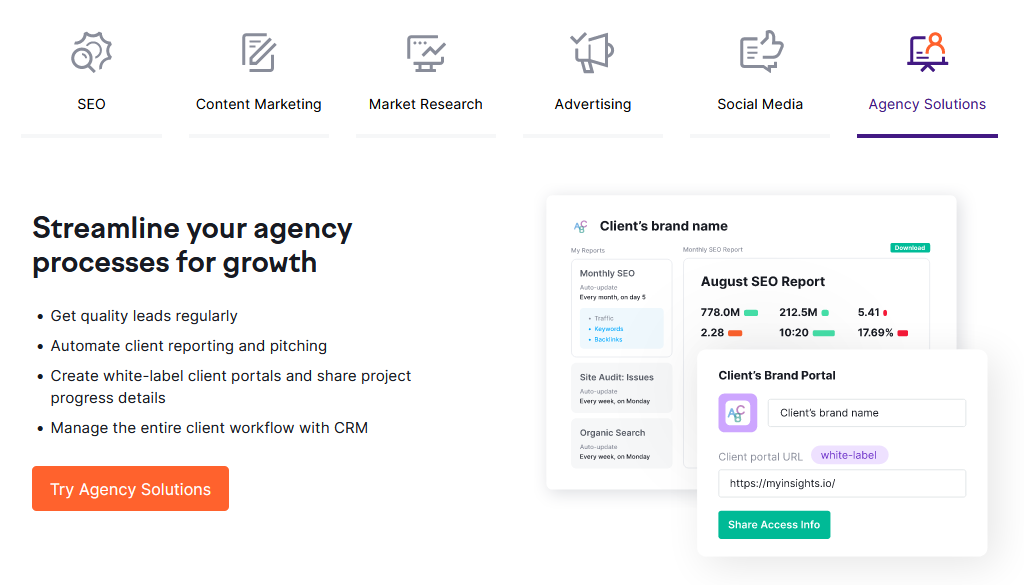 SEO
Content Marketing
Market Research
Advertising
Social Media
Agency Solutions
Streamline your agency
processes for growth
• Get quality leads regularly
• Automate client reporting and pitching
• Create white-label client portals and share project
progress details
• Manage the entire client workflow with CRM
Try Agency Solutions
ABC Client's brand name
My Reports
Monthly SEO
Auto-update
Every month, on day 5
• Traffic
• Keywords
• Backlinks
Site Audit: Issues
Auto-update
Every week, on Monday
Organic Search
Auto-update
Every week, on Monday
Monthly SEO Report
Download
August SEO Report
778.0M 212.5M 5.41
2.28 10:20 17.69%
Client's Brand Portal
ABC Client's brand name
Client portal URL white-label
https://myinsights.io/
Share Access Info